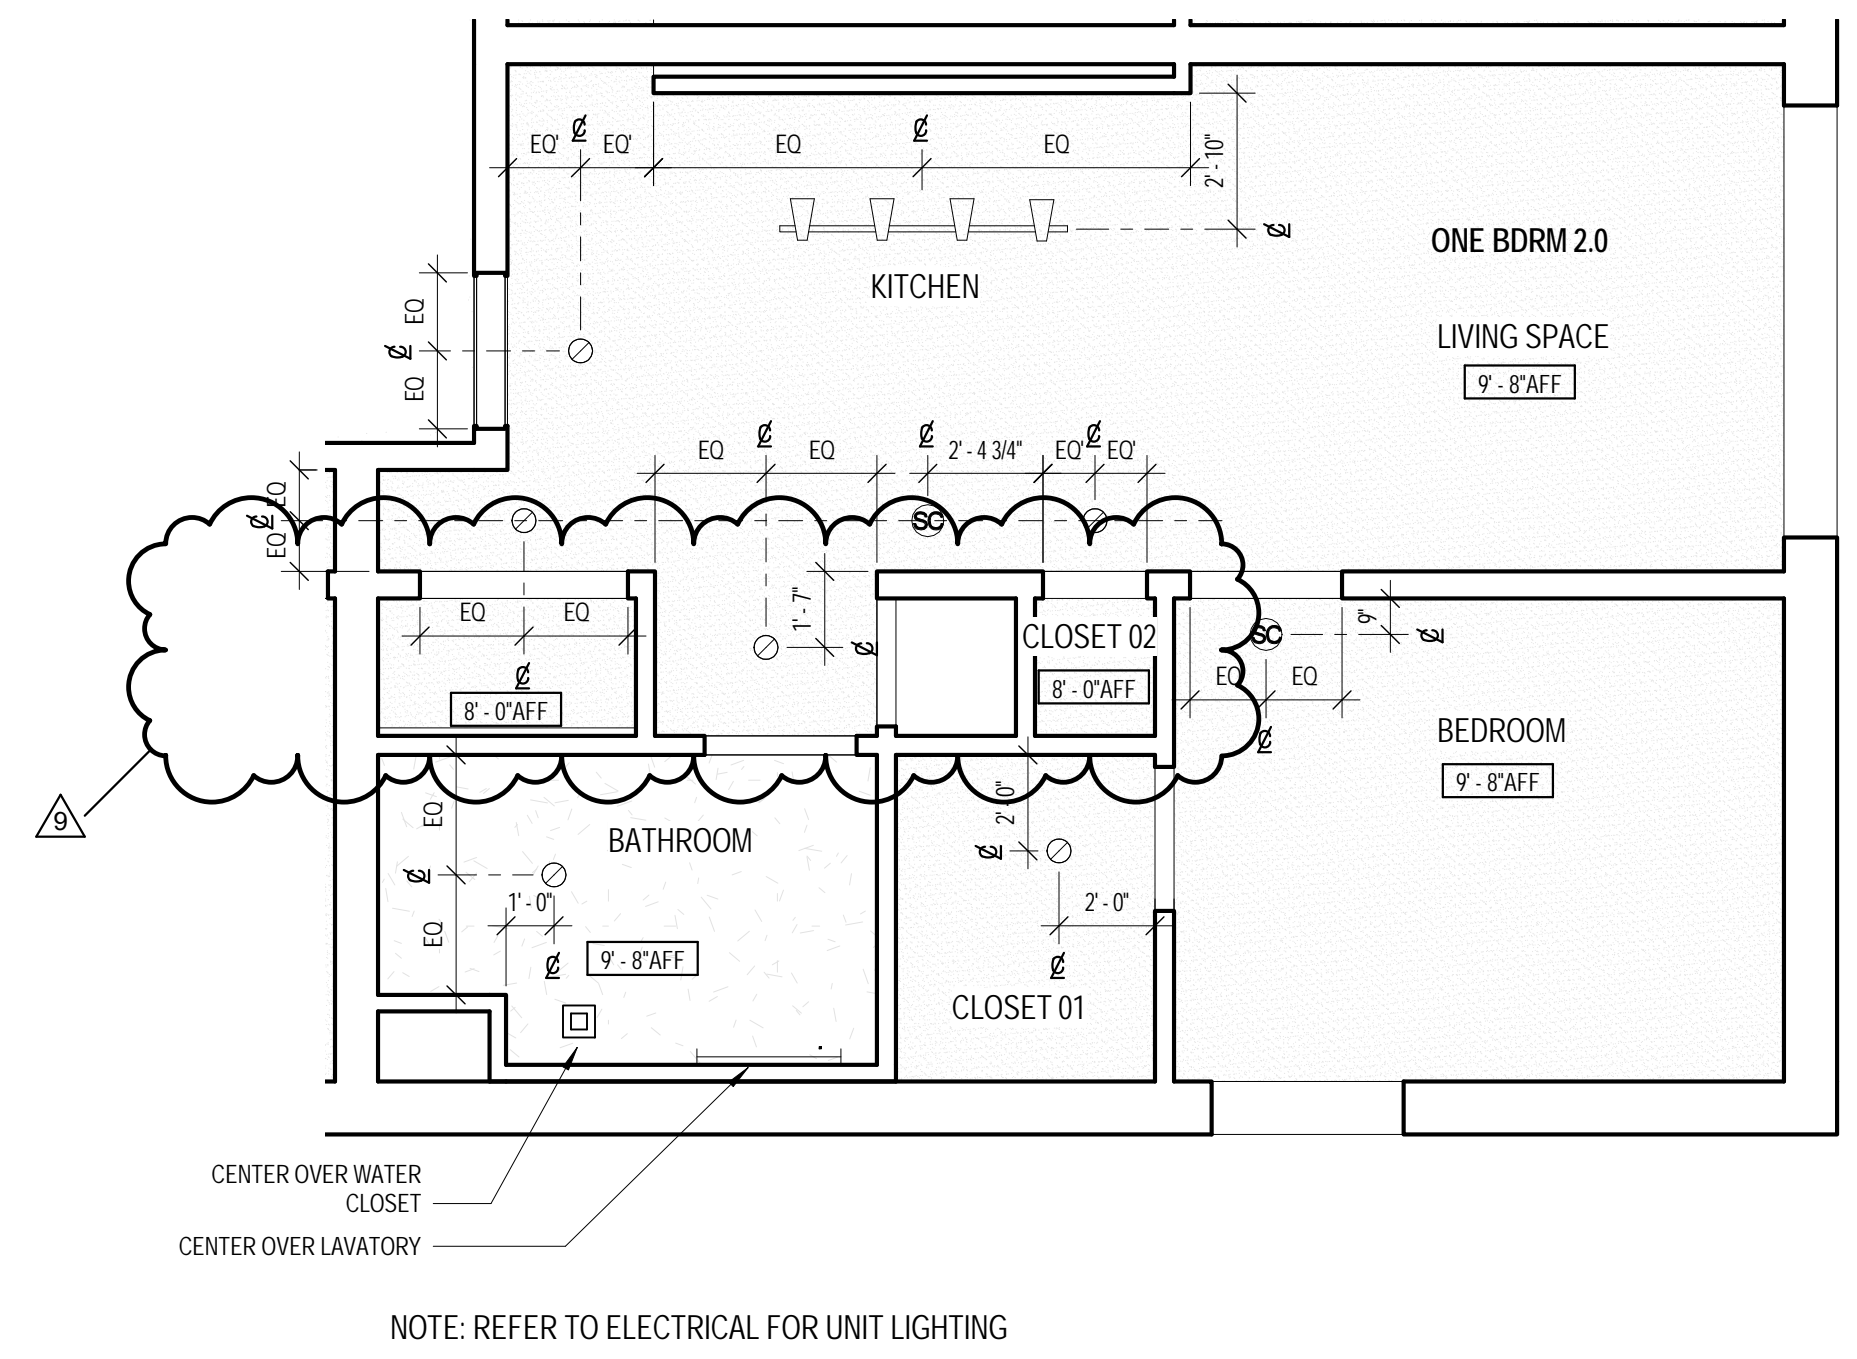 EQ' ℄ EQ' EQ ℄ EQ
2' - 10"
℄
ONE BDRM 2.0
KITCHEN
EQ
℄
EQ
LIVING SPACE
9' - 8"AFF
EQ ℄ EQ ℄ 2' - 4 3/4" EQ' ℄ EQ'
EQ
℄
EQ
SC
EQ EQ
℄
8' - 0"AFF
1' - 7"
℄
CLOSET 02
8' - 0"AFF
SC
9"
℄
EQ EQ
℄
BEDROOM
9' - 8"AFF
9
EQ
℄
EQ
BATHROOM
1' - 0"
℄
9' - 8"AFF
2' - 0"
℄
2' - 0"
℄
CLOSET 01
CENTER OVER WATER
CLOSET
CENTER OVER LAVATORY
NOTE: REFER TO ELECTRICAL FOR UNIT LIGHTING